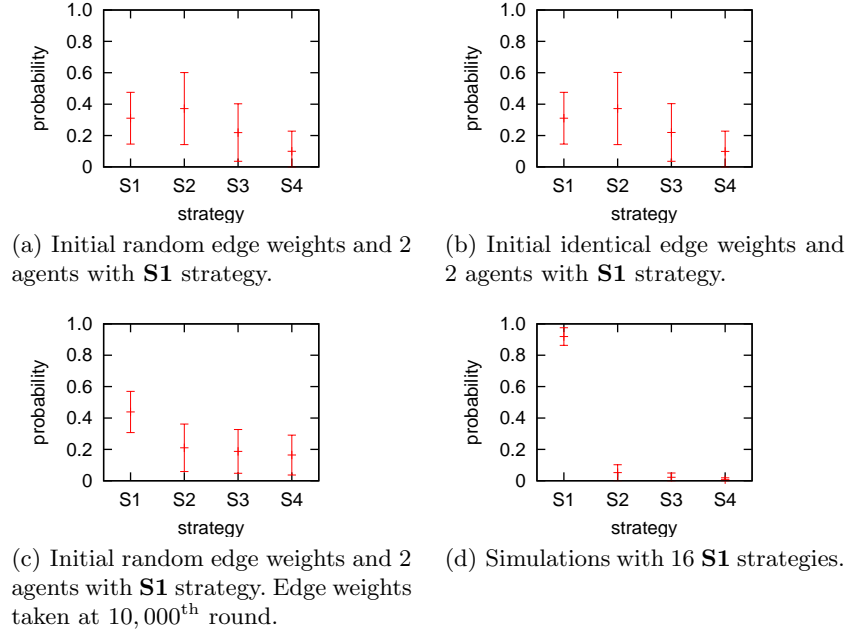 1.0
0.8
0.6
0.4
0.2
0
probability
S1 S2 S3 S4
strategy
(a) Initial random edge weights and 2
agents with S1 strategy.
1.0
0.8
0.6
0.4
0.2
0
probability
S1 S2 S3 S4
strategy
(b) Initial identical edge weights and
2 agents with S1 strategy.
1.0
0.8
0.6
0.4
0.2
0
probability
S1 S2 S3 S4
strategy
(c) Initial random edge weights and 2
agents with S1 strategy. Edge weights
taken at 10,000th round.
1.0
0.8
0.6
0.4
0.2
0
probability
S1 S2 S3 S4
strategy
(d) Simulations with 16 S1 strategies.